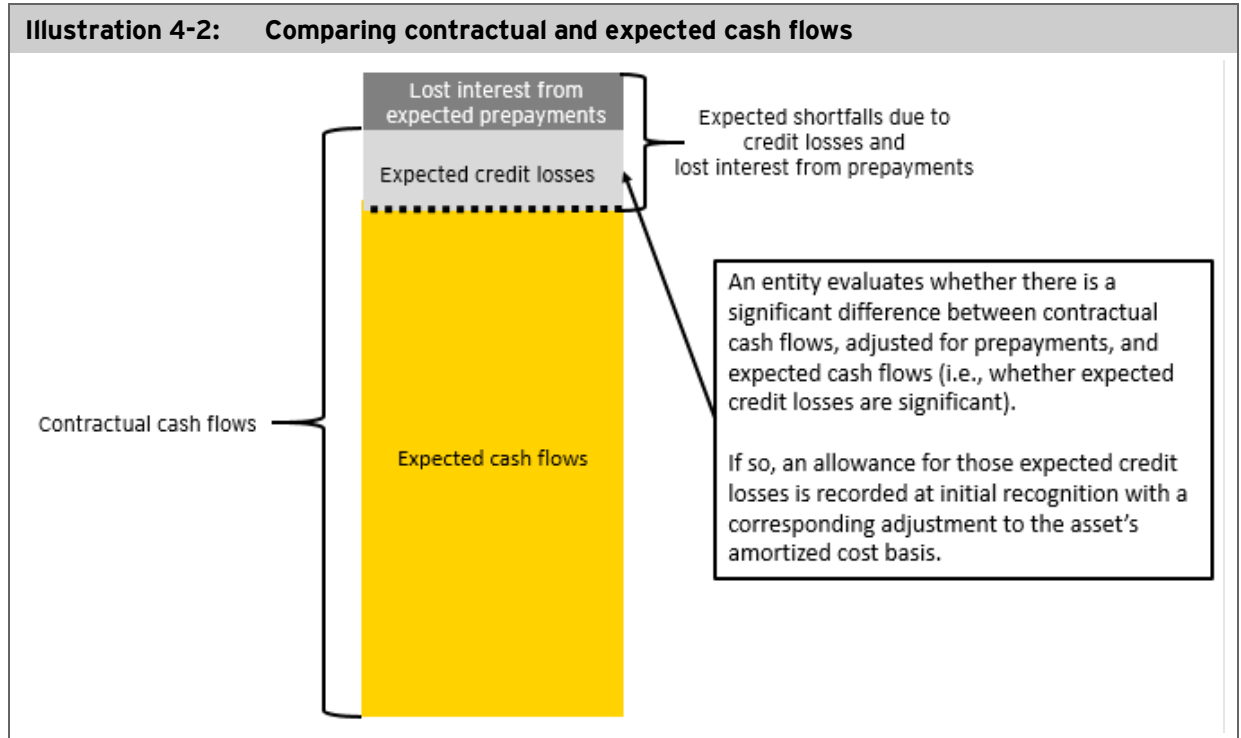 Illustration 4-2: Comparing contractual and expected cash flows
Lost interest from
expected prepayments
Expected credit losses
Expected shortfalls due to
credit losses and
lost interest from prepayments
An entity evaluates whether there is a
significant difference between contractual
cash flows, adjusted for prepayments, and
expected cash flows (i.e., whether expected
credit losses are significant).
If so, an allowance for those expected credit
losses is recorded at initial recognition with a
corresponding adjustment to the asset's
amortized cost basis.
Contractual cash flows
Expected cash flows